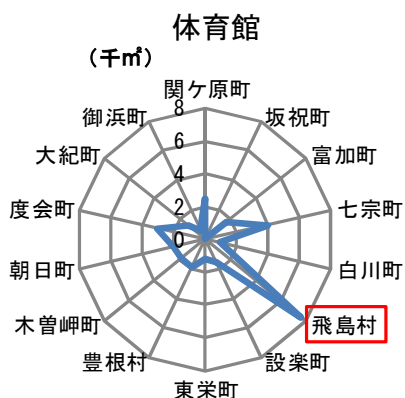 体育館
（千㎡）
関ケ原町
坂祝町
富加町
七宗町
白川町
飛島村
設楽町
東栄町
豊根村
木曽岬町
朝日町
度会町
大紀町
御浜町
8
6
4
2
0